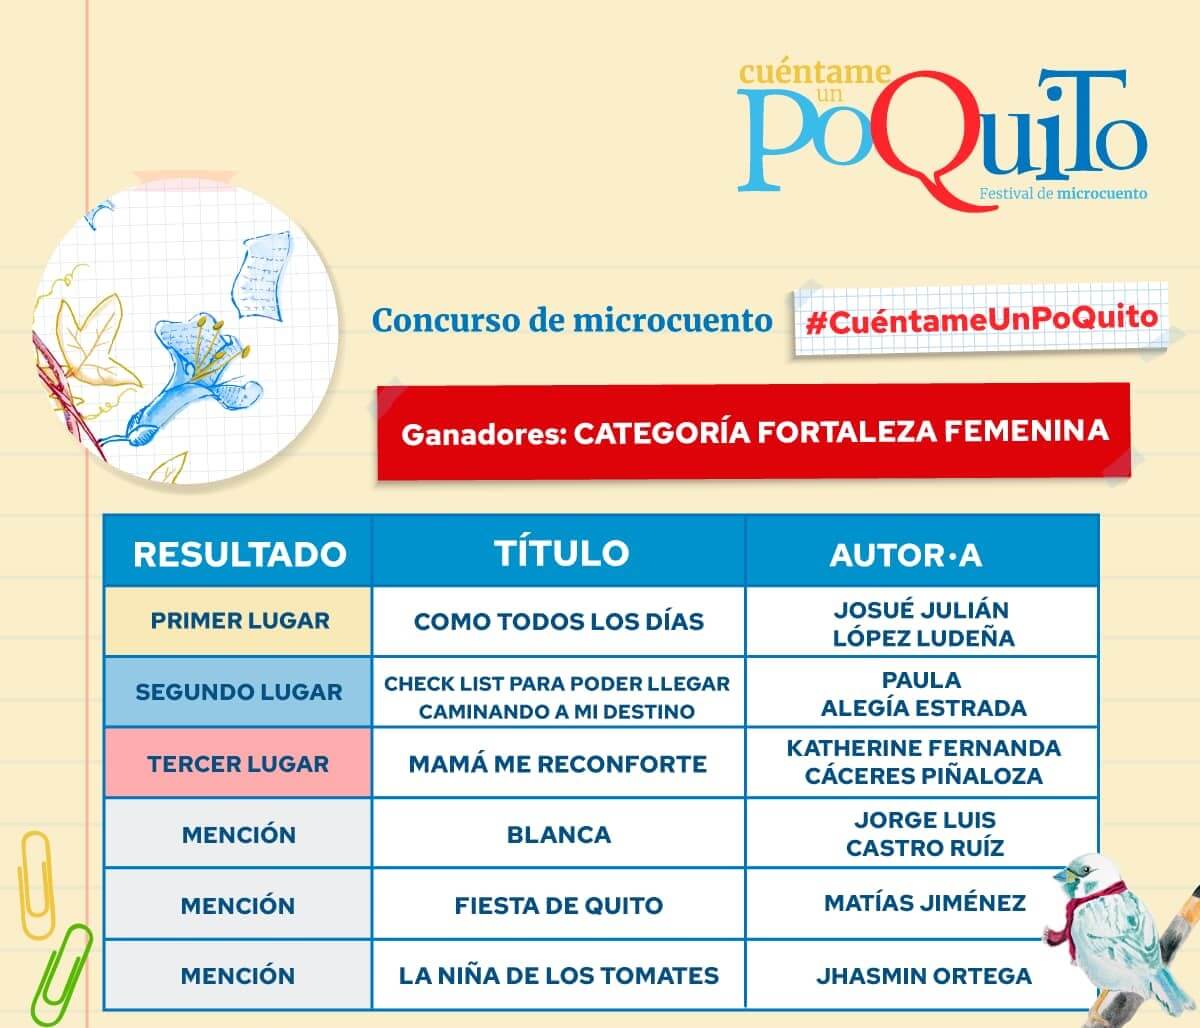 cuéntame
un
PoQuiTo
Festival de microcuento
Concurso de microcuento #CuéntameUnPoQuito
Ganadores: CATEGORÍA FORTALEZA FEMENINA
RESULTADO TÍTULO AUTOR·A
PRIMER LUGAR COMO TODOS LOS DÍAS JOSUÉ JULIÁN
LÓPEZ LUDEÑA
SEGUNDO LUGAR CHECK LIST PARA PODER LLEGAR
CAMINANDO A MI DESTINO PAULA
ALEGÍA ESTRADA
TERCER LUGAR MAMÁ ME RECONFORTE KATHERINE FERNANDA
CÁCERES PIÑALOZA
MENCIÓN BLANCA JORGE LUIS
CASTRO RUÍZ
MENCIÓN FIESTA DE QUITO MATÍAS JIMÉNEZ
MENCIÓN LA NIÑA DE LOS TOMATES JHASMIN ORTEGA